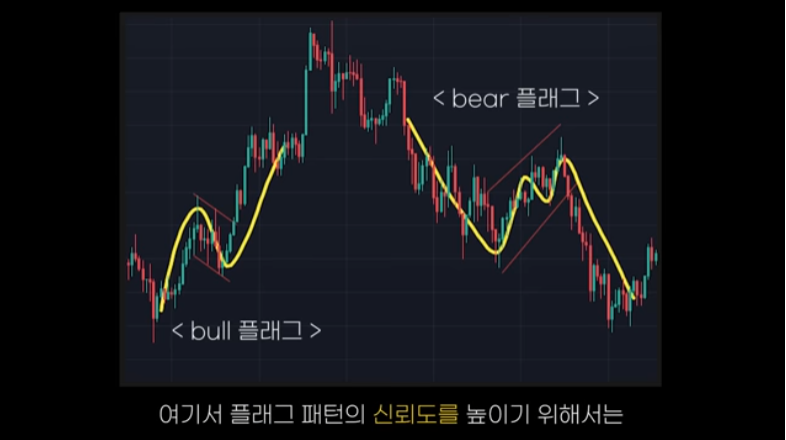 < bear 플래그 >
< bull 플래그 >
여기서 플래그 패턴의 신뢰도를 높이기 위해서는